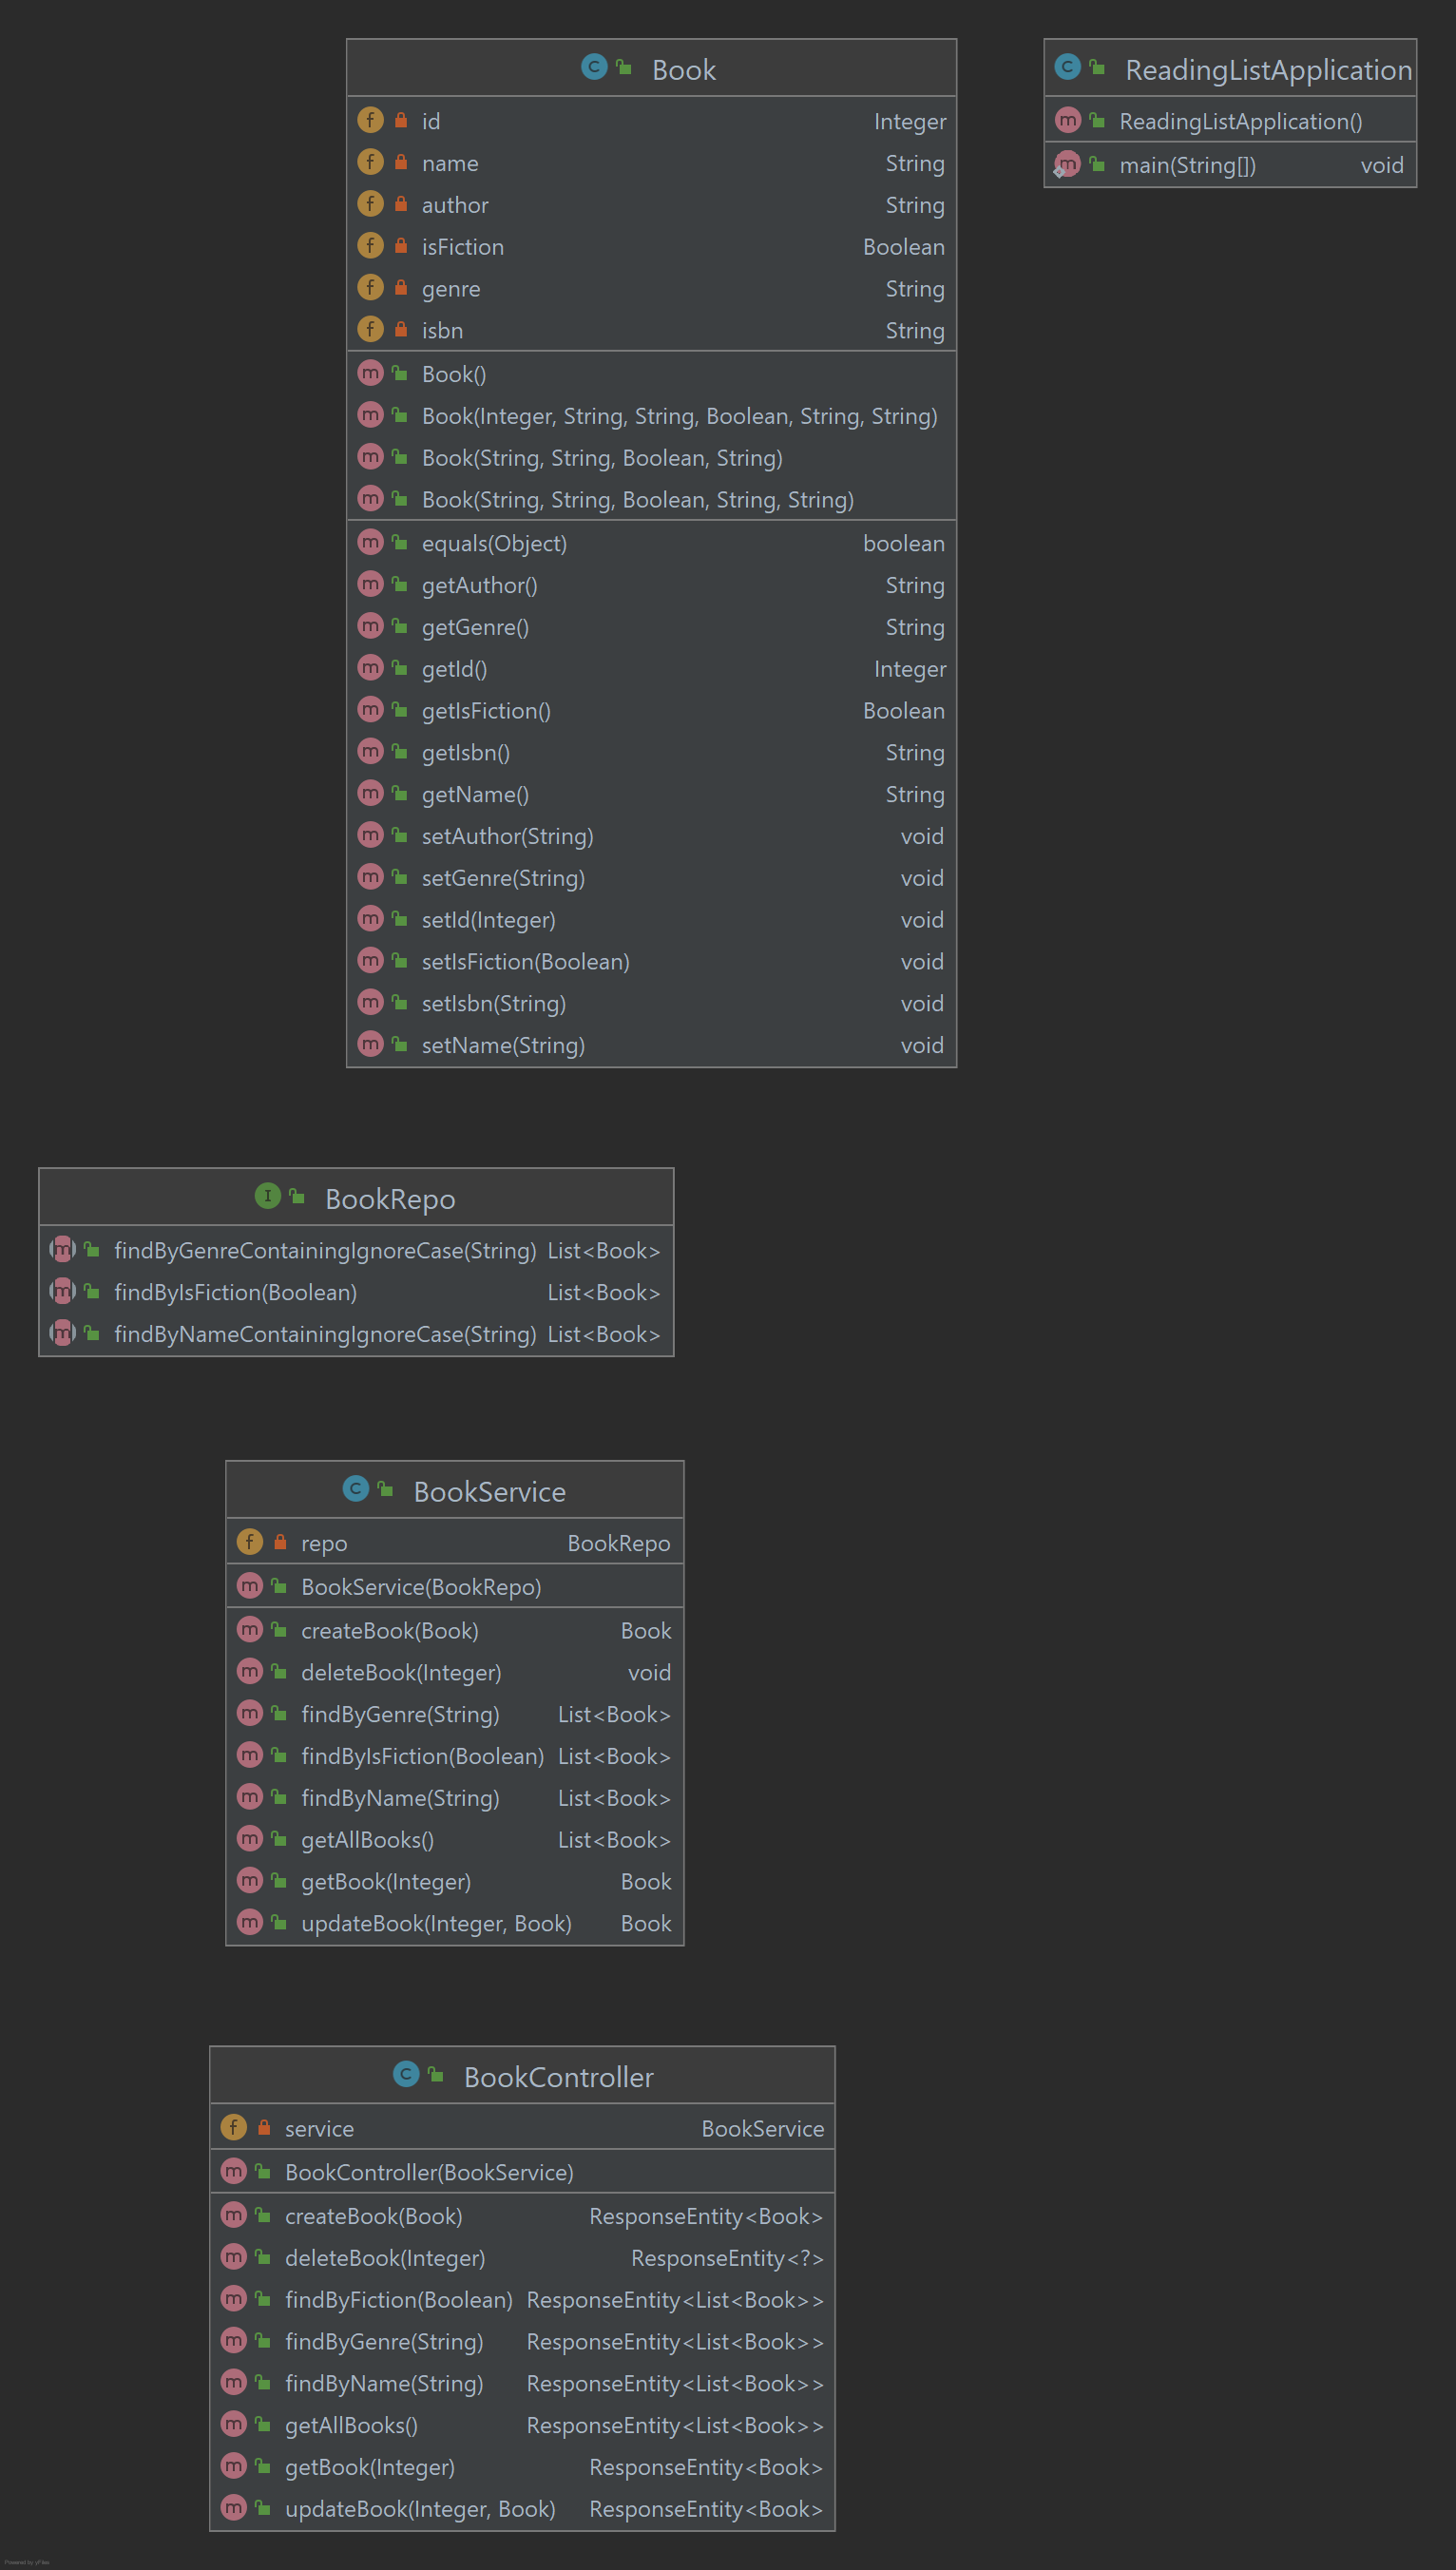 Book
id Integer
name String
author String
isFiction Boolean
genre String
isbn String
Book()
Book(Integer, String, String, Boolean, String, String)
Book(String, String, Boolean, String)
Book(String, String, Boolean, String, String)
equals(Object) boolean
getAuthor() String
getGenre() String
getId() Integer
getIsFiction() Boolean
getIsbn() String
getName() String
setAuthor(String) void
setGenre(String) void
setId(Integer) void
setIsFiction(Boolean) void
setIsbn(String) void
setName(String) void
ReadingListApplication
ReadingListApplication()
main(String[]) void
BookRepo
findByGenreContainingIgnoreCase(String) List<Book>
findByIsFiction(Boolean) List<Book>
findByNameContainingIgnoreCase(String) List<Book>
BookService
repo BookRepo
BookService(BookRepo)
createBook(Book) Book
deleteBook(Integer) void
findByGenre(String) List<Book>
findByIsFiction(Boolean) List<Book>
findByName(String) List<Book>
getAllBooks() List<Book>
getBook(Integer) Book
updateBook(Integer, Book) Book
BookController
service BookService
BookController(BookService)
createBook(Book) ResponseEntity<Book>
deleteBook(Integer) ResponseEntity<?>
findByFiction(Boolean) ResponseEntity<List<Book>>
findByGenre(String) ResponseEntity<List<Book>>
findByName(String) ResponseEntity<List<Book>>
getAllBooks() ResponseEntity<List<Book>>
getBook(Integer) ResponseEntity<Book>
updateBook(Integer, Book) ResponseEntity<Book>
Powered by yFiles